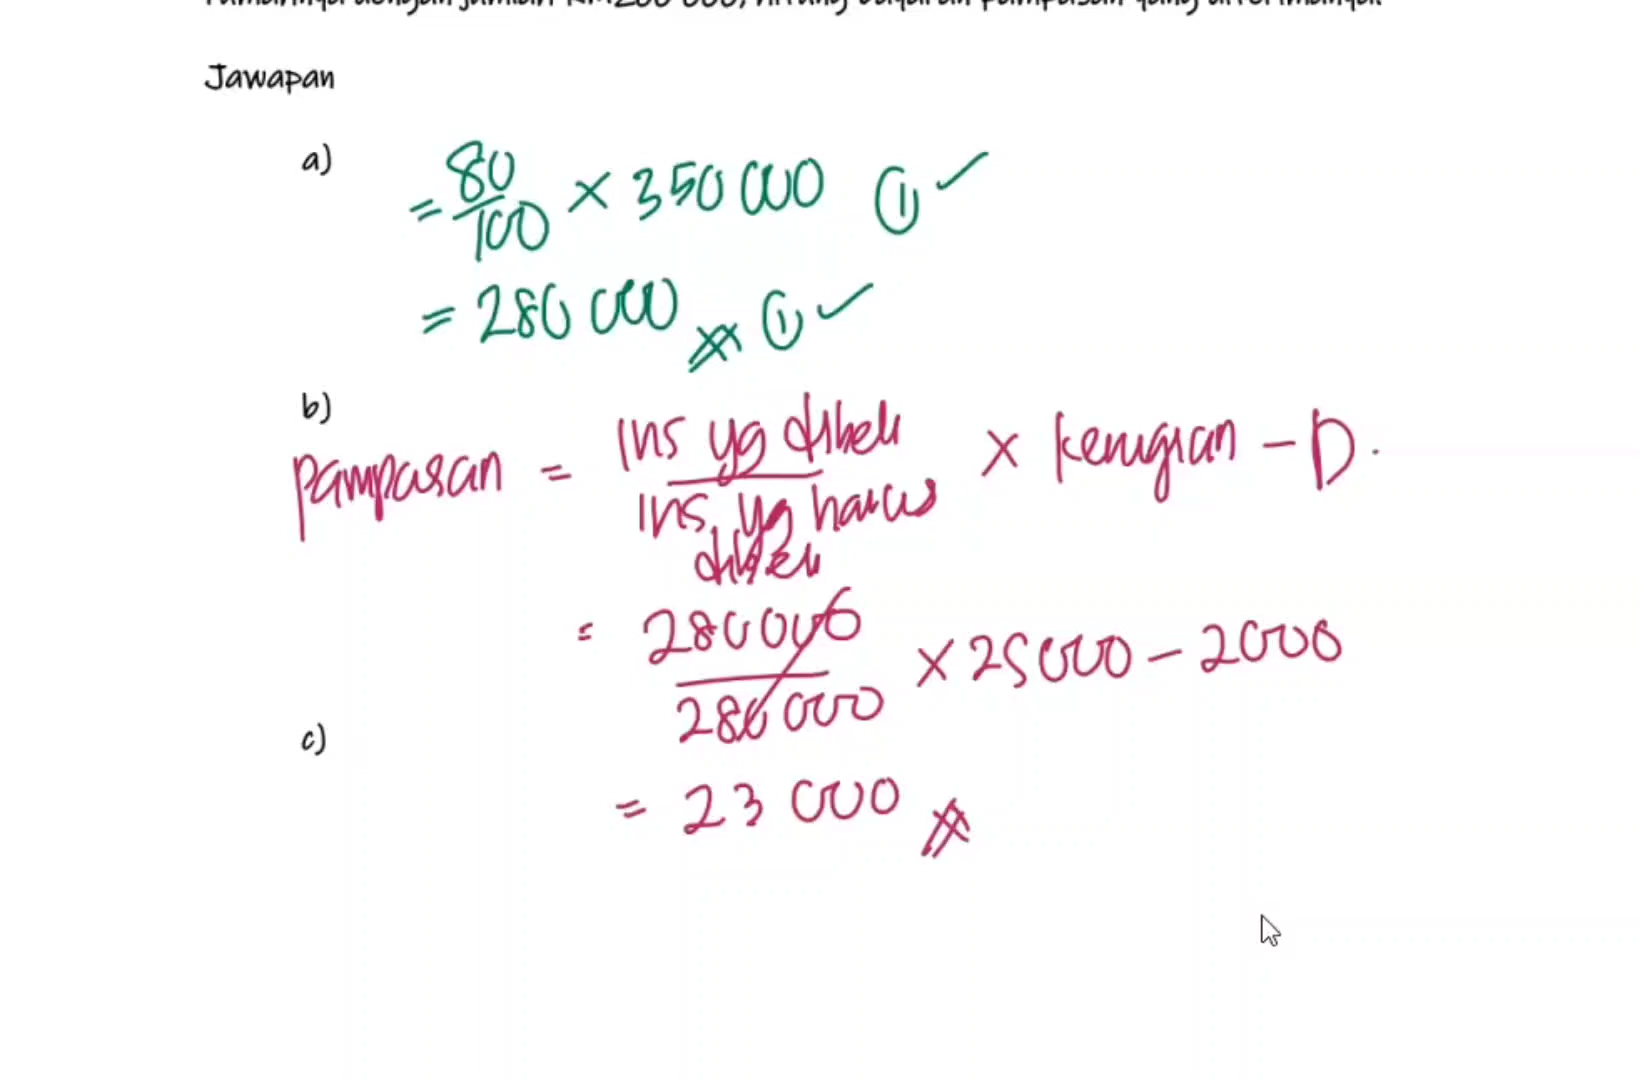 Jawapan
a)
= 80/100 × 350 000 ① ✓
= 280 000 ① ✓
b)
Pampasan = Ins yg dibeli / Ins. yg harus dibeli × kerugian - D.
= 280 000 / 280 000 × 25 000 - 2000
c)
= 23 000